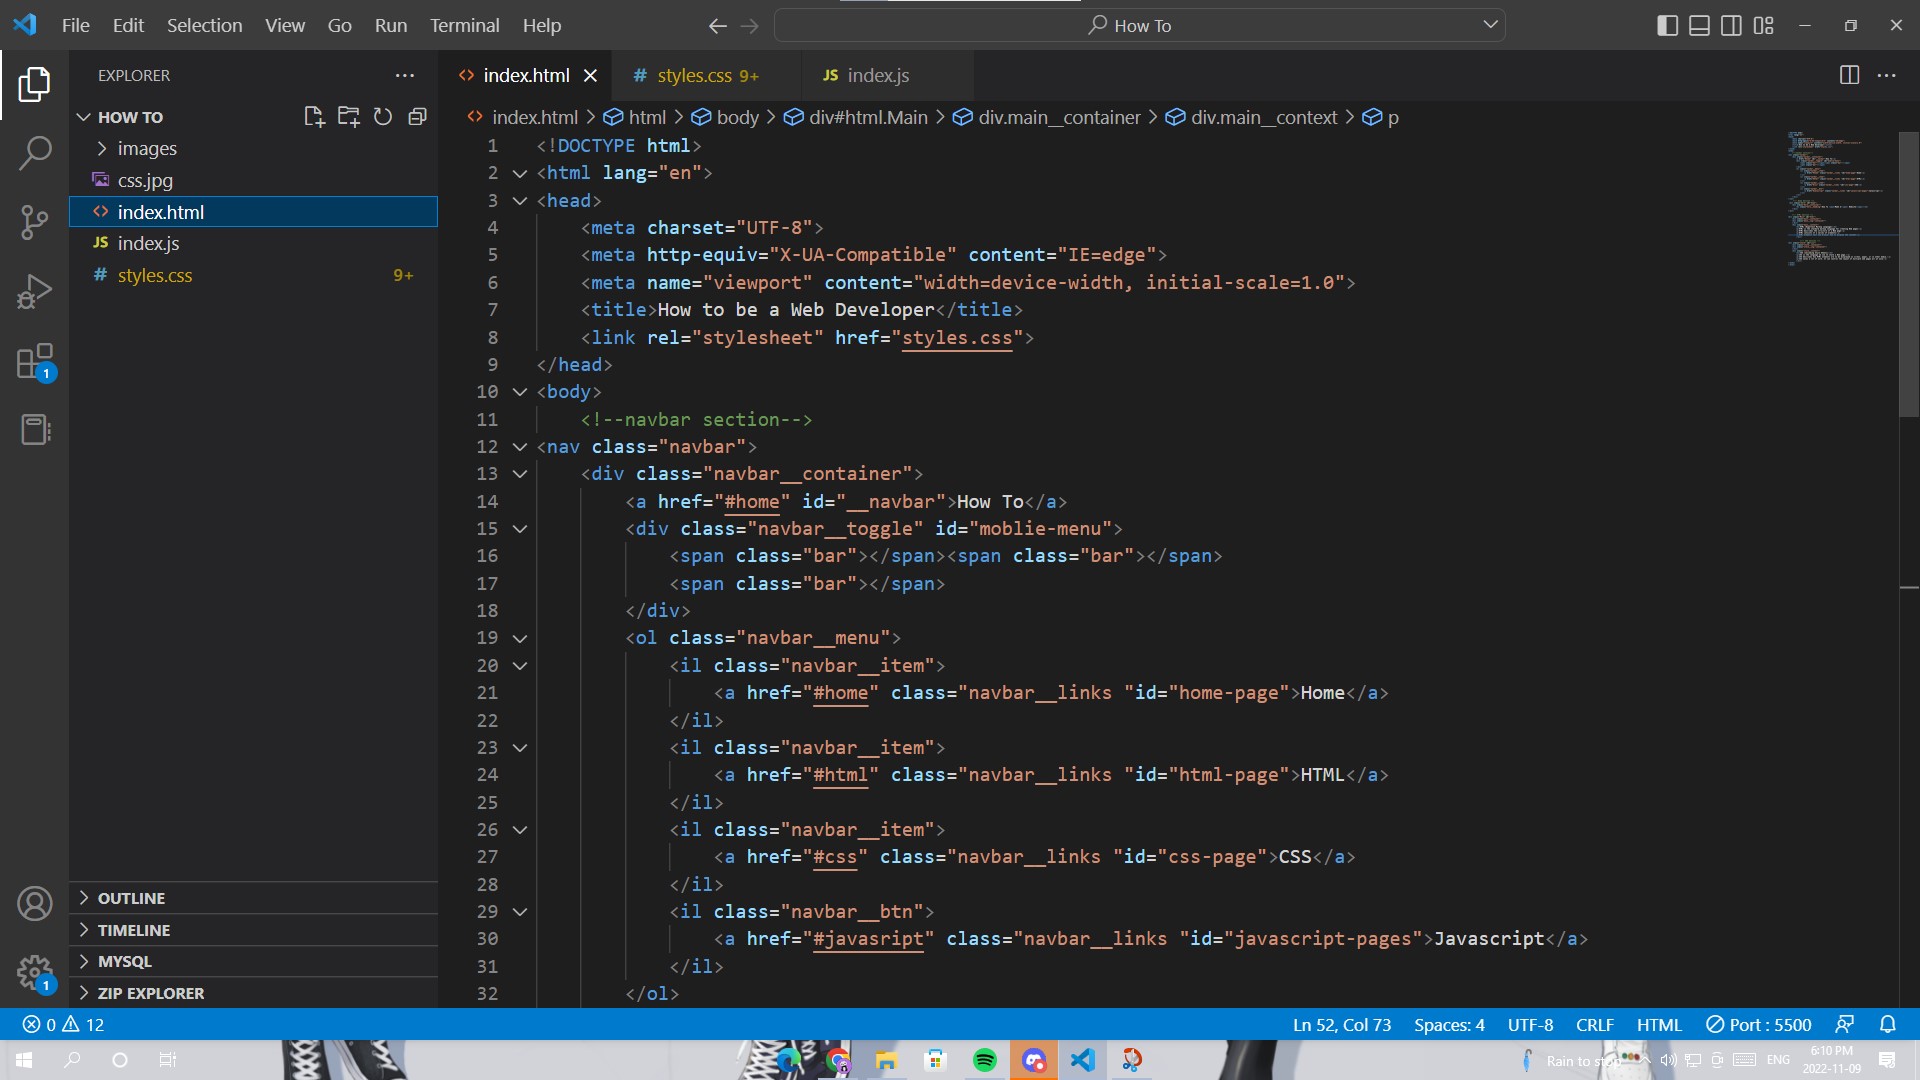 File Edit Selection View Go Run Terminal Help
How To
EXPLORER
HOW TO
images
css.jpg
index.html
index.js
styles.css 9+
OUTLINE
TIMELINE
MYSQL
ZIP EXPLORER
1
1
index.html
styles.css 9+
JS index.js
index.html > html > body > div#html.Main > div.main__container > div.main__context > p
1 <!DOCTYPE html>
2 <html lang="en">
3 <head>
4 <meta charset="UTF-8">
5 <meta http-equiv="X-UA-Compatible" content="IE=edge">
6 <meta name="viewport" content="width=device-width, initial-scale=1.0">
7 <title>How to be a Web Developer</title>
8 <link rel="stylesheet" href="styles.css">
9 </head>
10 <body>
11 <!--navbar section-->
12 <nav class="navbar">
13 <div class="navbar__container">
14 <a href="#home" id="__navbar">How To</a>
15 <div class="navbar__toggle" id="moblie-menu">
16 <span class="bar"></span><span class="bar"></span>
17 <span class="bar"></span>
18 </div>
19 <ol class="navbar__menu">
20 <il class="navbar__item">
21 <a href="#home" class="navbar__links "id="home-page">Home</a>
22 </il>
23 <il class="navbar__item">
24 <a href="#html" class="navbar__links "id="html-page">HTML</a>
25 </il>
26 <il class="navbar__item">
27 <a href="#css" class="navbar__links "id="css-page">CSS</a>
28 </il>
29 <il class="navbar__btn">
30 <a href="#javasript" class="navbar__links "id="javascript-pages">Javascript</a>
31 </il>
32 </ol>
0 12
Ln 52, Col 73 Spaces: 4 UTF-8 CRLF HTML Port : 5500
Rain to stop
ENG
6:10 PM
2022-11-09